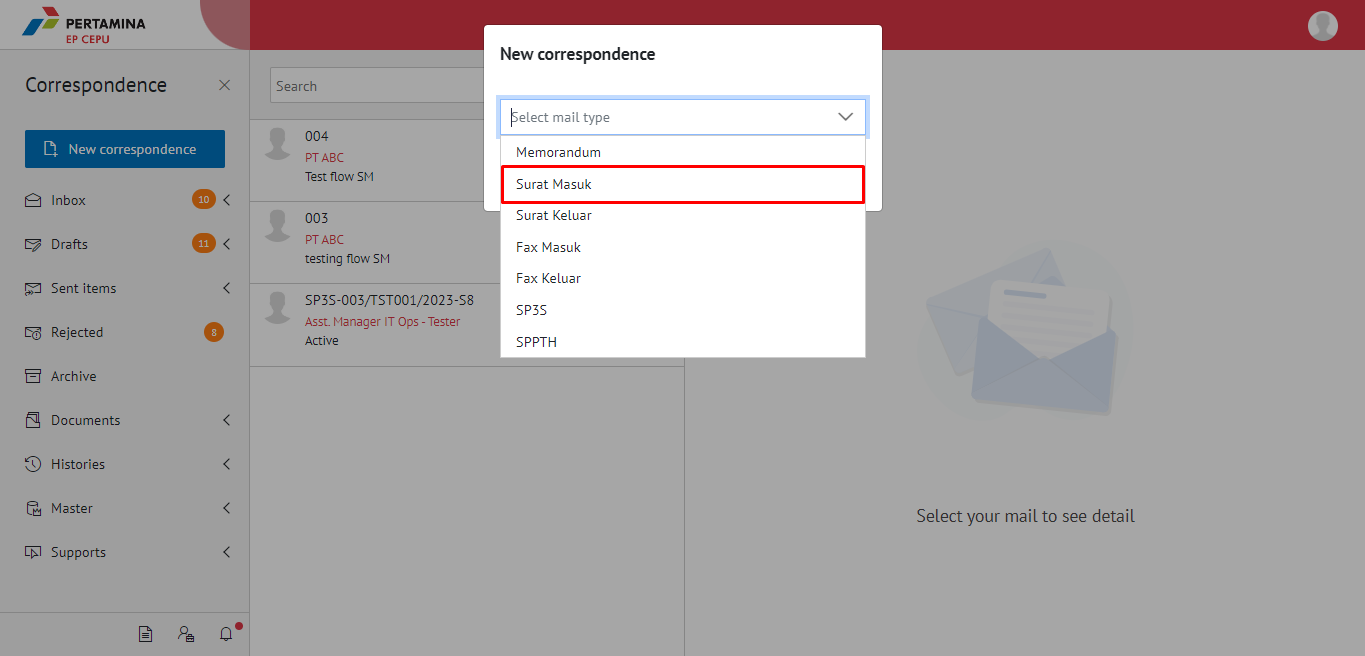 PERTAMINA
EP CEPU
Correspondence
New correspondence
Inbox 10
Drafts 11
Sent items
Rejected 8
Archive
Documents
Histories
Master
Supports
Search
004
PT ABC
Test flow SM
003
PT ABC
testing flow SM
SP3S-003/TST001/2023-S8
Asst. Manager IT Ops - Tester
Active
New correspondence
Select mail type
Memorandum
Surat Masuk
Surat Keluar
Fax Masuk
Fax Keluar
SP3S
SPPTH
Select your mail to see detail